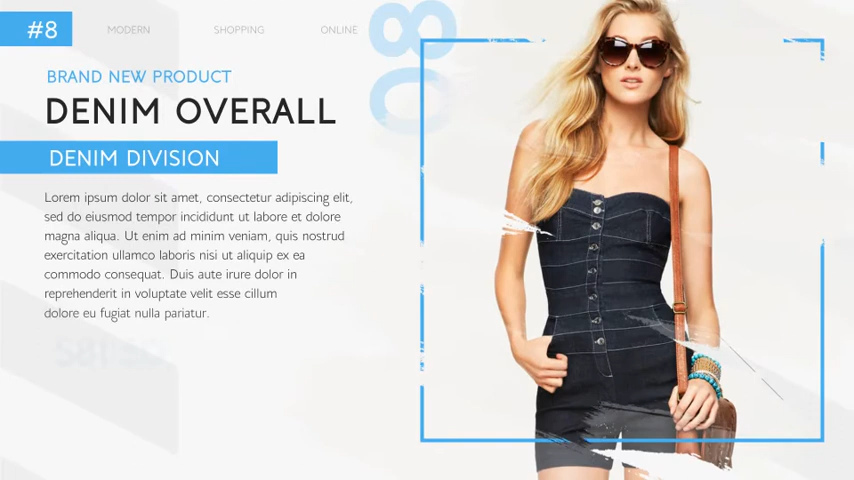 #8
MODERN SHOPPING ONLINE
08
BRAND NEW PRODUCT
DENIM OVERALL
DENIM DIVISION
Lorem ipsum dolor sit amet, consectetur adipiscing elit,
sed do eiusmod tempor incididunt ut labore et dolore
magna aliqua. Ut enim ad minim veniam, quis nostrud
exercitation ullamco laboris nisi ut aliquip ex ea
commodo consequat. Duis aute irure dolor in
reprehenderit in voluptate velit esse cillum
dolore eu fugiat nulla pariatur.